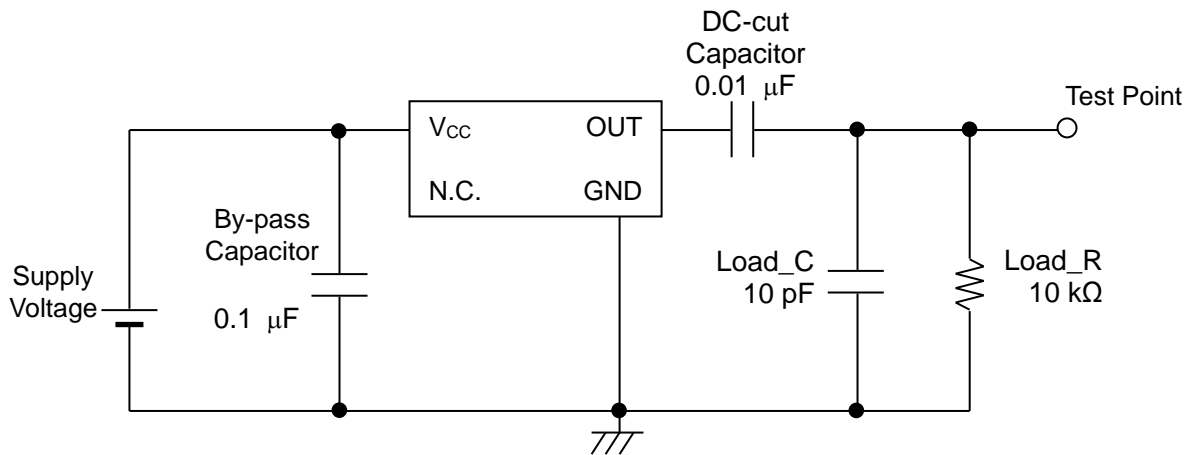 DC-cut
Capacitor
0.01 μF
Test Point
V_CC OUT
N.C. GND
By-pass
Capacitor
0.1 μF
Supply
Voltage
Load_C
10 pF
Load_R
10 kΩ